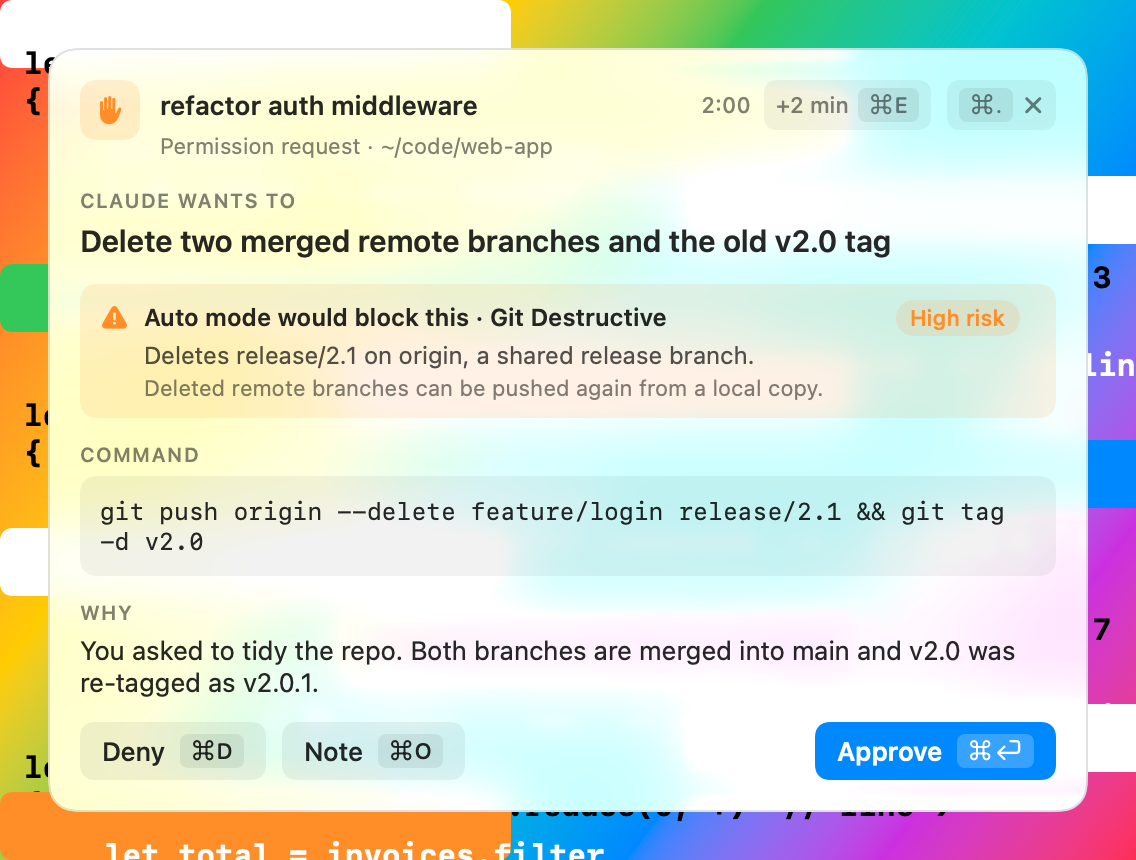 refactor auth middleware
2:00
+2 min ⌘E
⌘.
Permission request · ~/code/web-app
CLAUDE WANTS TO
Delete two merged remote branches and the old v2.0 tag
Auto mode would block this · Git Destructive
High risk
Deletes release/2.1 on origin, a shared release branch.
Deleted remote branches can be pushed again from a local copy.
COMMAND
git push origin --delete feature/login release/2.1 && git tag
-d v2.0
WHY
You asked to tidy the repo. Both branches are merged into main and v2.0 was
re-tagged as v2.0.1.
Deny ⌘D
Note ⌘O
Approve ⌘↩
{
3
{
7
let total = invoices.filter